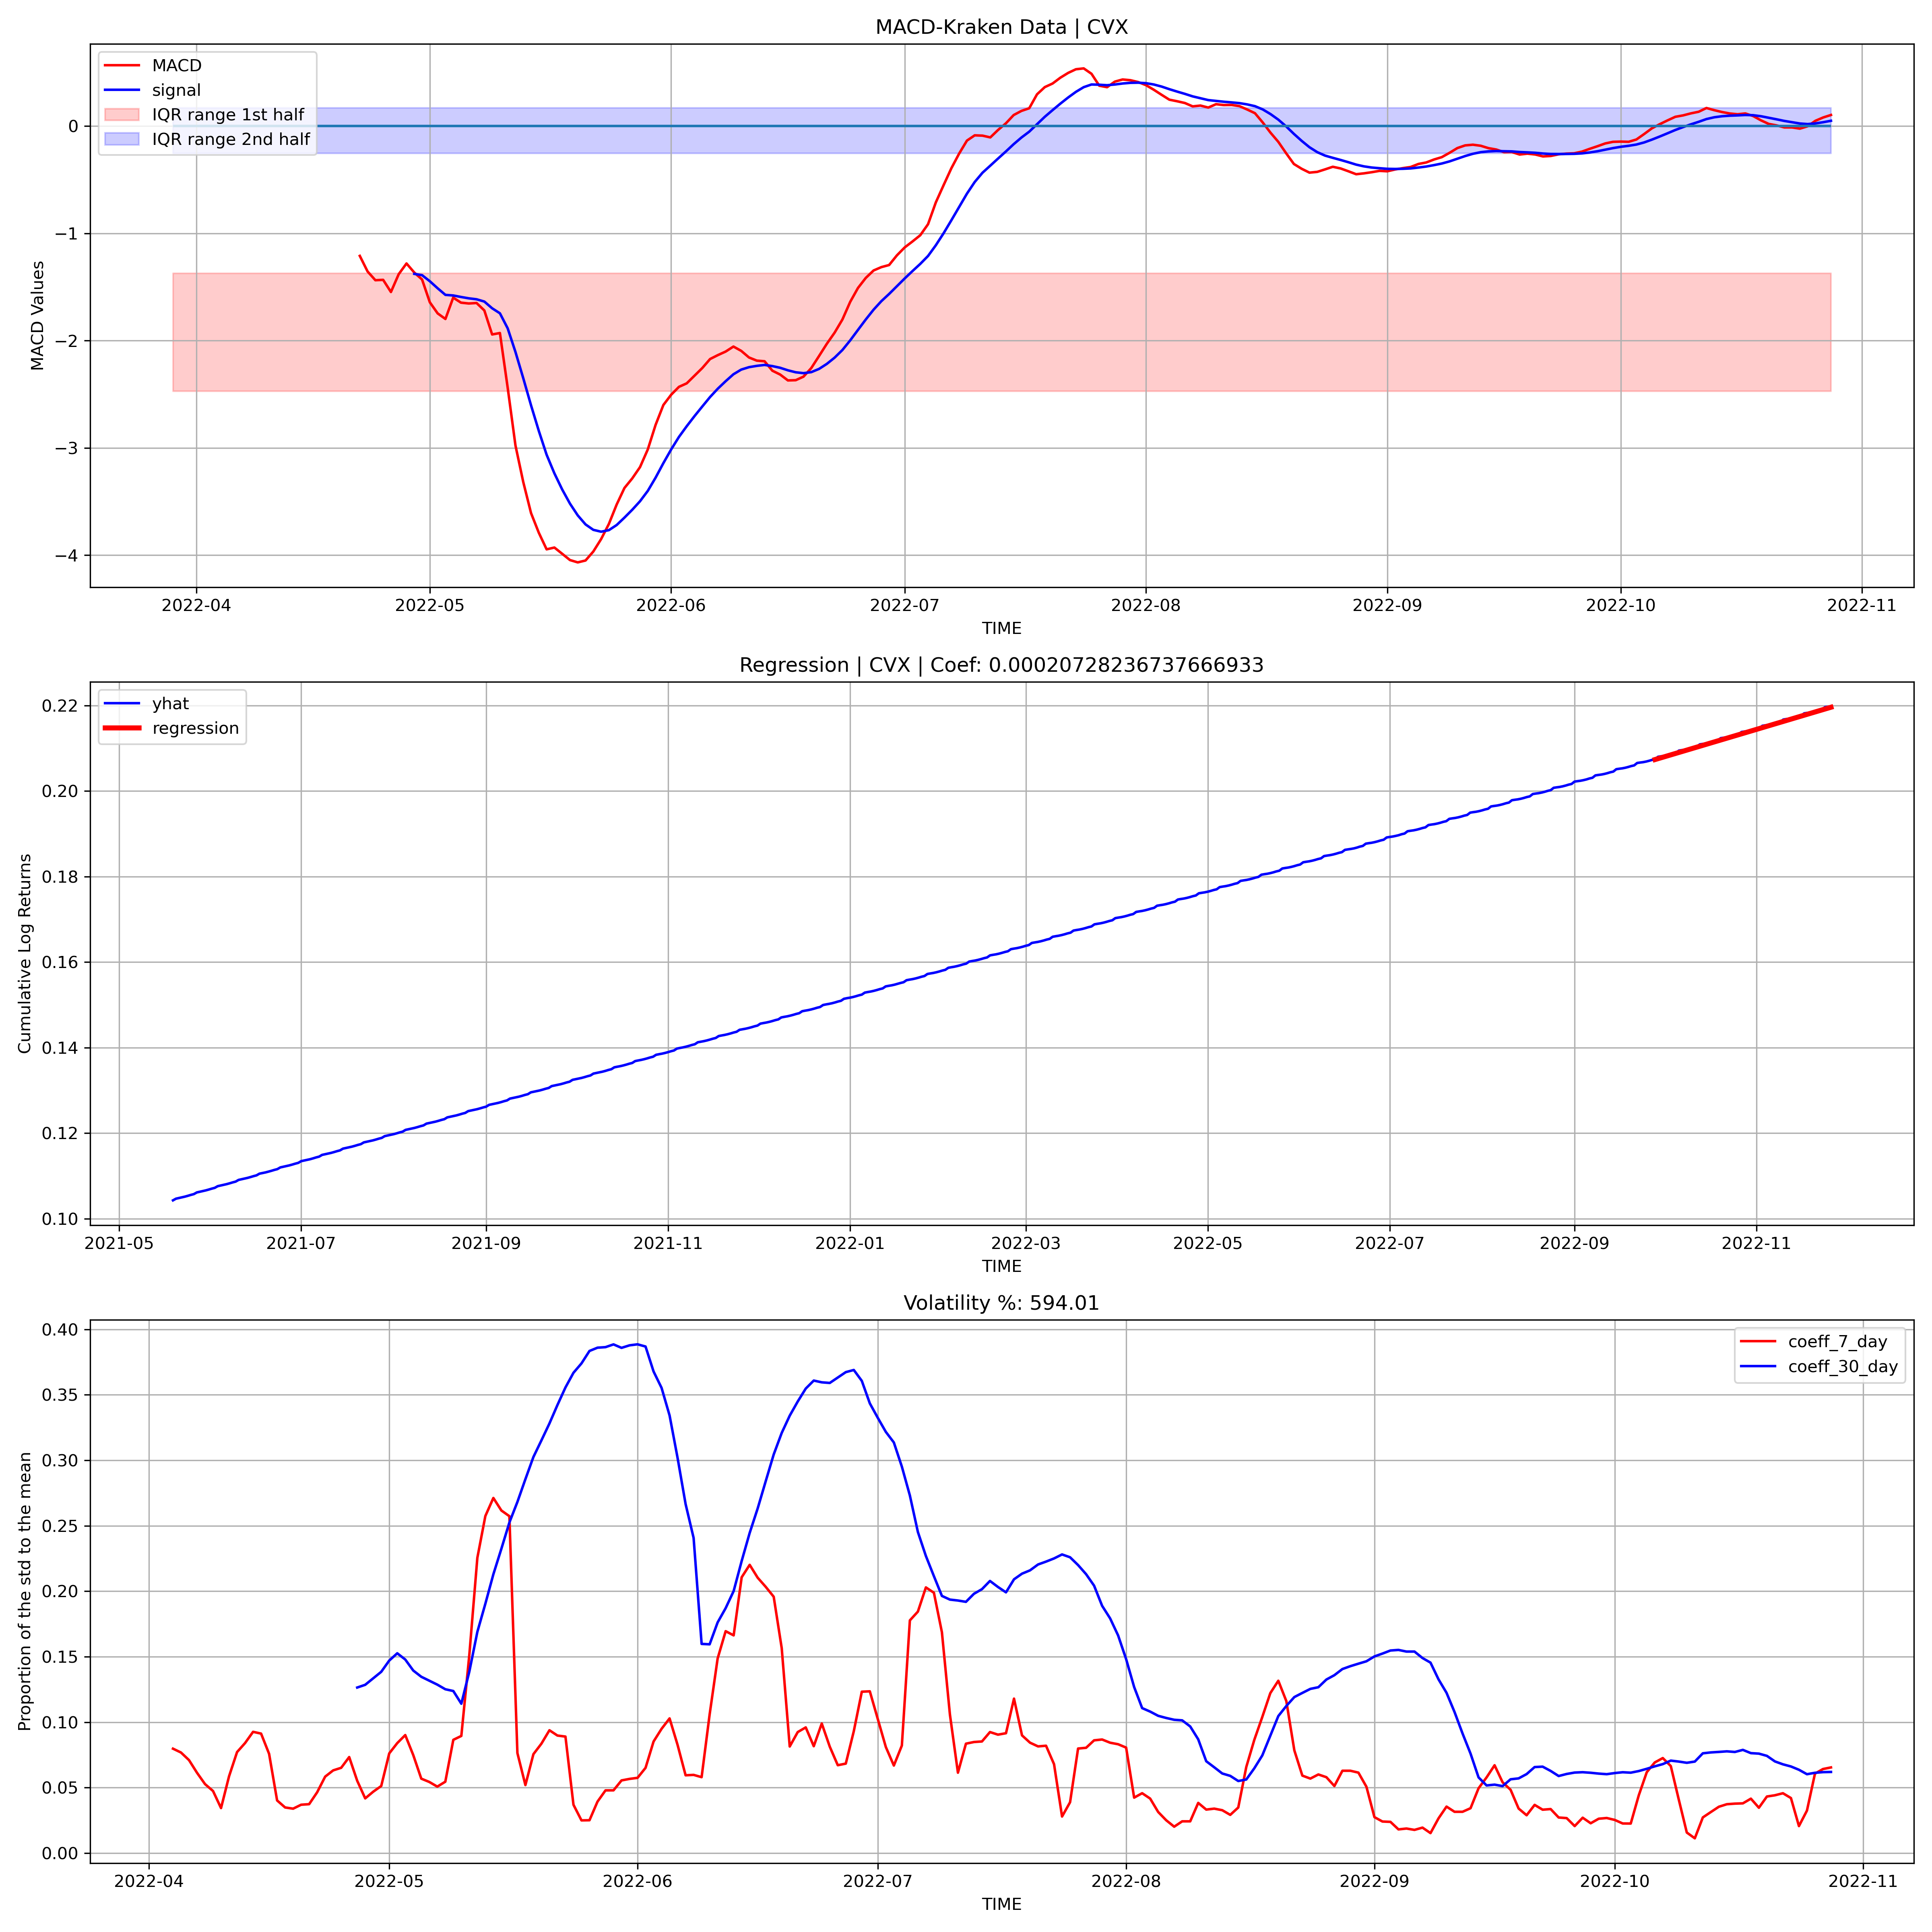 MACD-Kraken Data | CVX
MACD
signal
IQR range 1st half
IQR range 2nd half
MACD Values
0
−1
−2
−3
−4
2022-04 2022-05 2022-06 2022-07 2022-08 2022-09 2022-10 2022-11
TIME
Regression | CVX | Coef: 0.00020728236737666933
yhat
regression
Cumulative Log Returns
0.22
0.20
0.18
0.16
0.14
0.12
0.10
2021-05 2021-07 2021-09 2021-11 2022-01 2022-03 2022-05 2022-07 2022-09 2022-11
TIME
Volatility %: 594.01
coeff_7_day
coeff_30_day
Proportion of the std to the mean
0.40
0.35
0.30
0.25
0.20
0.15
0.10
0.05
0.00
2022-04 2022-05 2022-06 2022-07 2022-08 2022-09 2022-10 2022-11
TIME